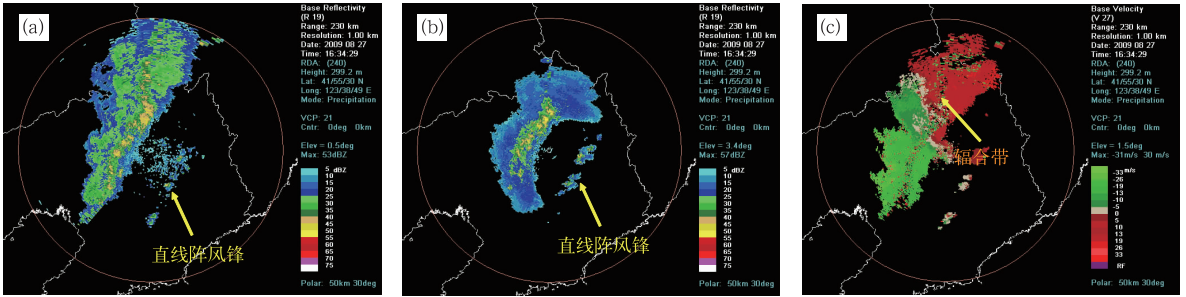 (a)
Base Reflectivity
(R 19)
Range: 230 km
Resolution: 1.00 km
Date: 2009 08 27
Time: 16:34:29
RDA: (240)
Height: 299.2 m
Lat: 41/55/30 N
Long: 123/38/49 E
Mode: Precipitation
VCP: 21
Cntr: 0deg 0km
Elev = 0.5deg
Max: 53dBZ
5 dBZ
10
15
20
25
30
35
40
45
50
55
60
65
70
75
Polar: 50km 30deg
直线阵风锋
(b)
Base Reflectivity
(R 19)
Range: 230 km
Resolution: 1.00 km
Date: 2009 08 27
Time: 16:34:29
RDA: (240)
Height: 299.2 m
Lat: 41/55/30 N
Long: 123/38/49 E
Mode: Precipitation
VCP: 21
Cntr: 0deg 0km
Elev = 3.4deg
Max: 57dBZ
5 dBZ
10
15
20
25
30
35
40
45
50
55
60
65
70
75
Polar: 50km 30deg
直线阵风锋
(c)
Base Velocity
(V 27)
Range: 230 km
Resolution: 1.00 km
Date: 2009 08 27
Time: 16:34:29
RDA: (240)
Height: 299.2 m
Lat: 41/55/30 N
Long: 123/38/49 E
Mode: Precipitation
VCP: 21
Cntr: 0deg 0km
Elev = 1.5deg
Max: -31m/s 30 m/s
-33 m/s
-26
-19
-13
-10
-5
0
5
10
13
19
26
33
RF
Polar: 50km 30deg
辐合带